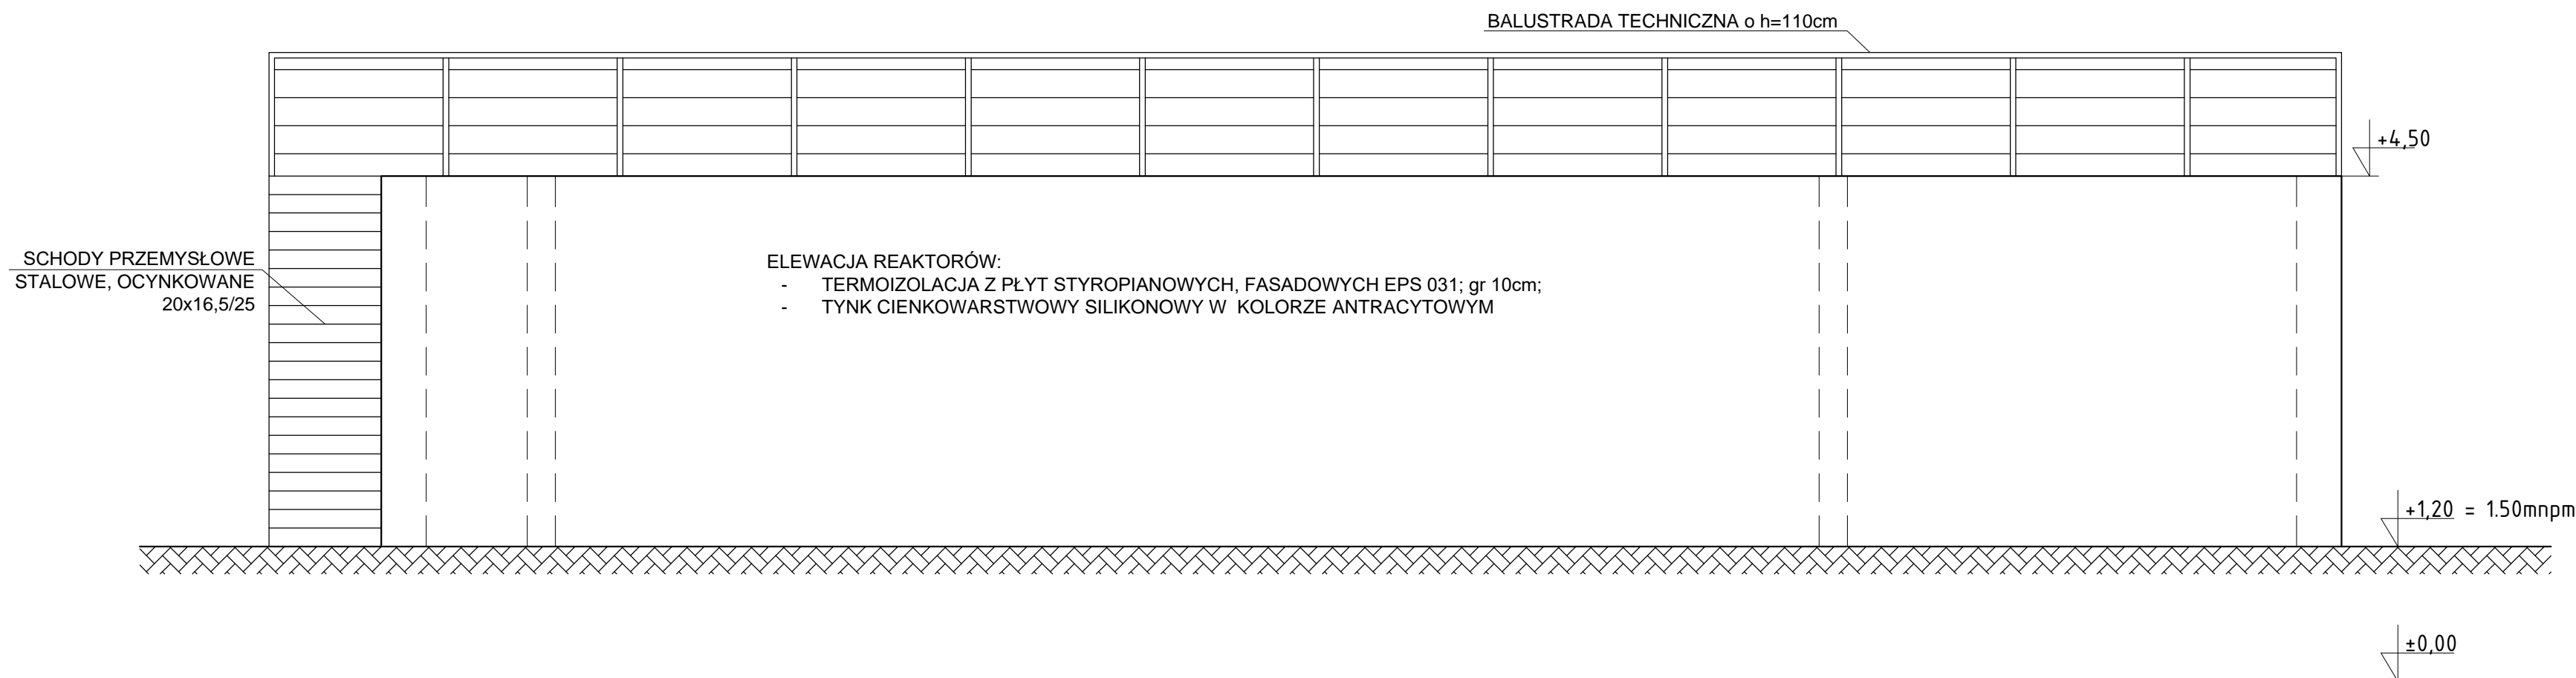 BALUSTRADA TECHNICZNA o h=110cm
+4,50
SCHODY PRZEMYSŁOWE
STALOWE, OCYNKOWANE
20x16,5/25
ELEWACJA REAKTORÓW:
- TERMOIZOLACJA Z PŁYT STYROPIANOWYCH, FASADOWYCH EPS 031; gr 10cm;
- TYNK CIENKOWARSTWOWY SILIKONOWY W KOLORZE ANTRACYTOWYM
+1,20 = 1.50mnpm
±0,00